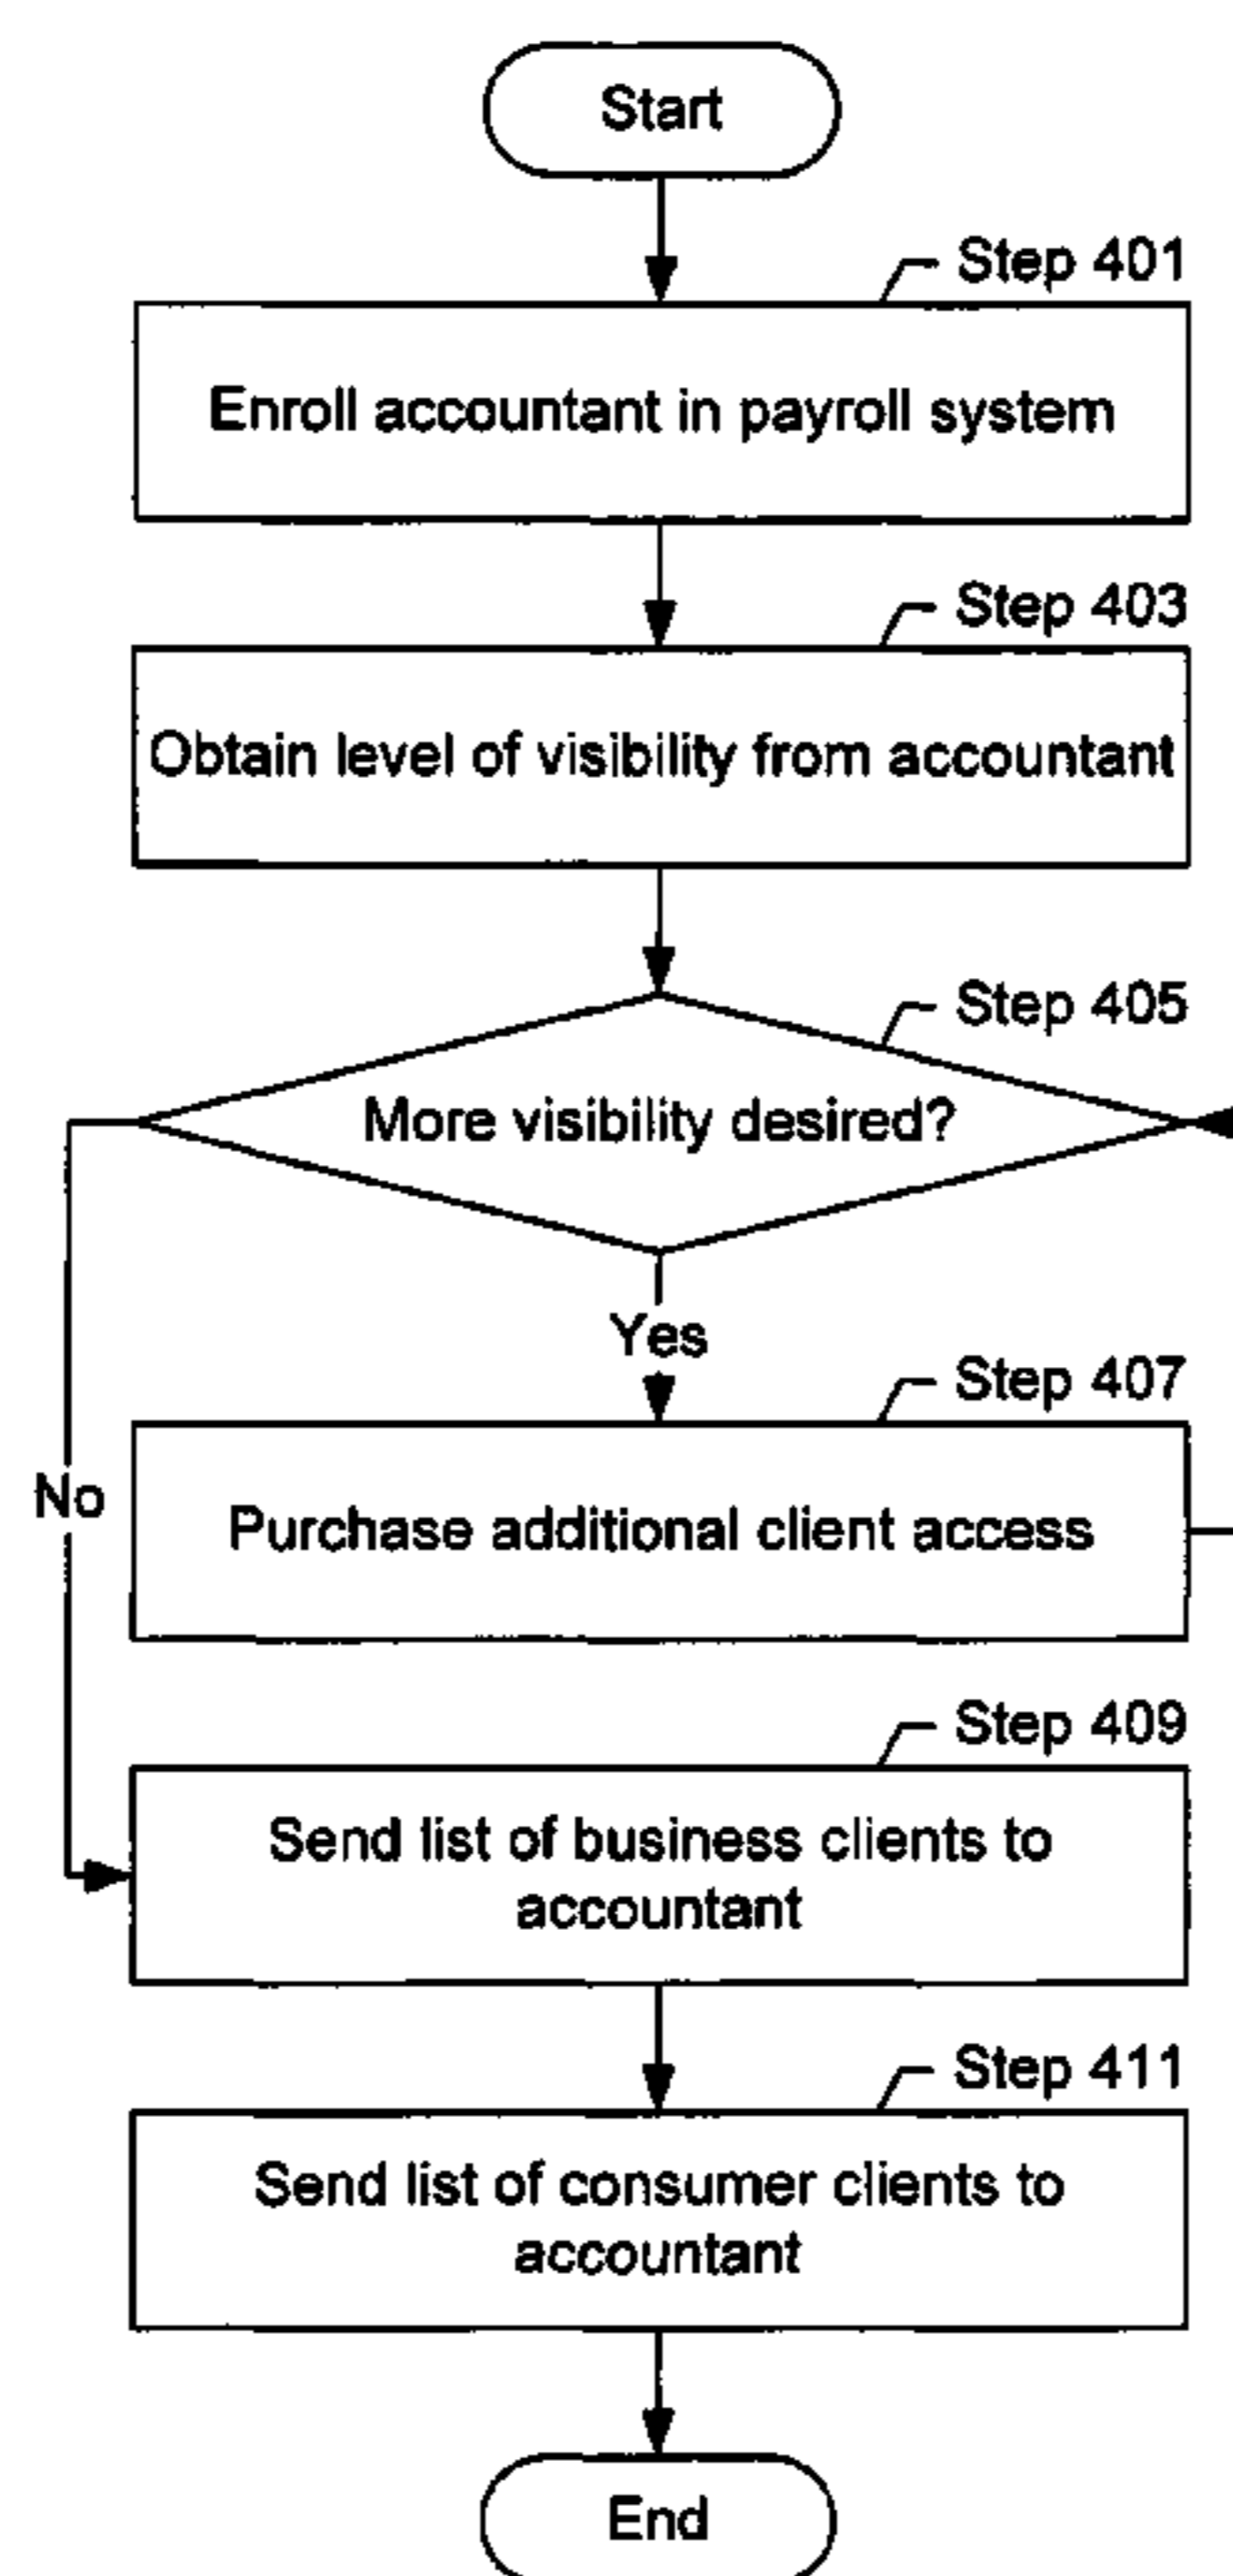 Start
Step 401
Enroll accountant in payroll system
Step 403
Obtain level of visibility from accountant
Step 405
More visibility desired?
Yes
Step 407
No
Purchase additional client access
Step 409
Send list of business clients to
accountant
Step 411
Send list of consumer clients to
accountant
End